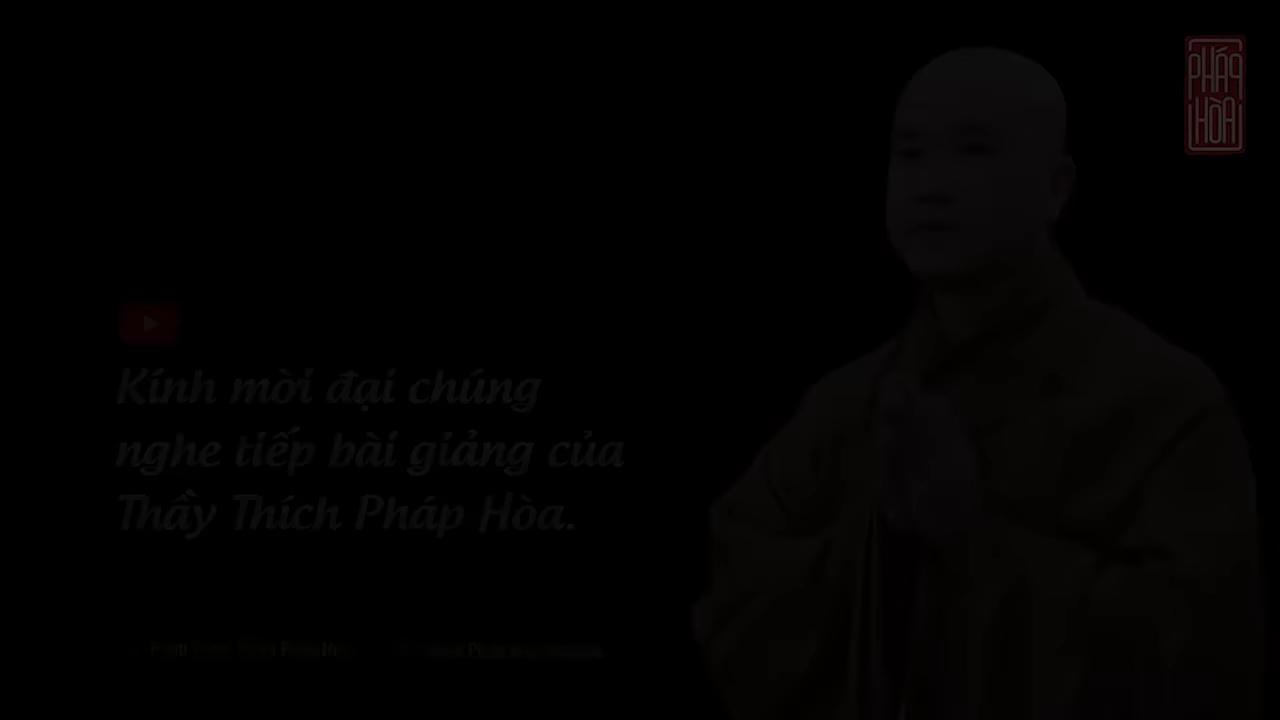 PHÁP
HÒA
Kính mời đại chúng
nghe tiếp bài giảng của
Thầy Thích Pháp Hòa.